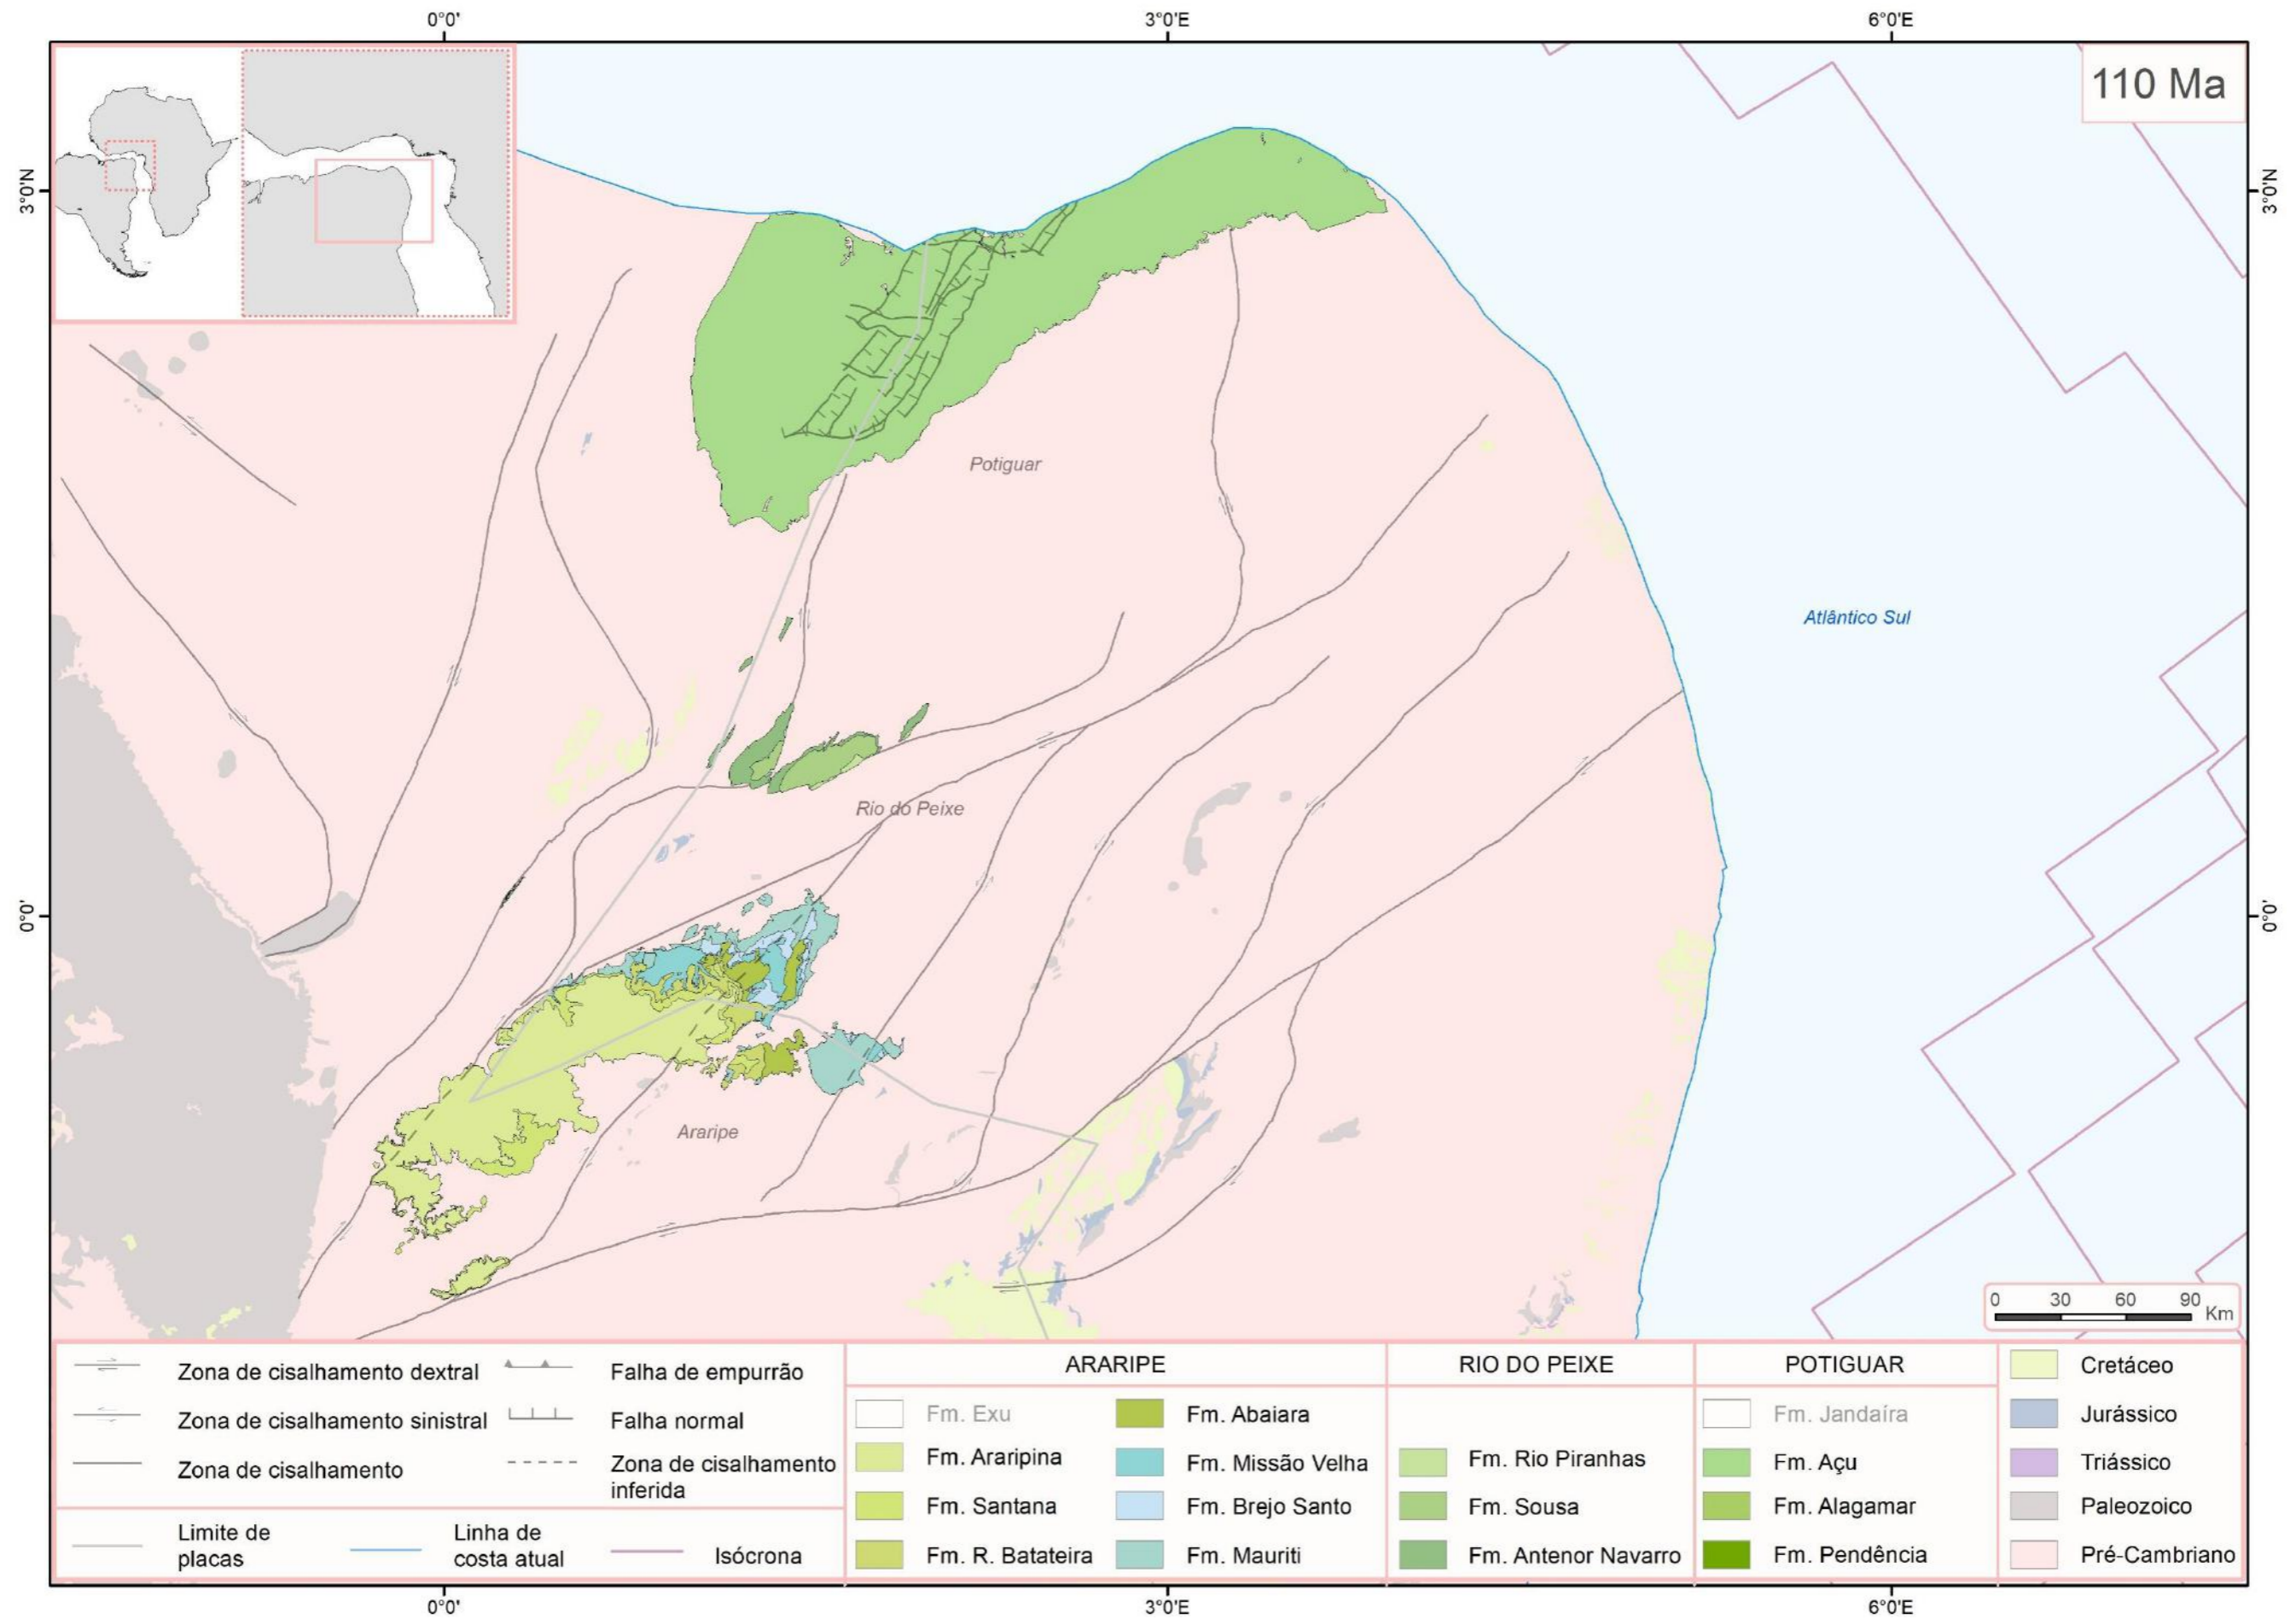 0°0' 3°0'E 6°0'E
110 Ma
3°0'N 3°0'N
Potiguar
Atlântico Sul
Rio do Peixe
0°0' 0°0'
Araripe
0 30 60 90 Km
Zona de cisalhamento dextral
Zona de cisalhamento sinistral
Zona de cisalhamento
Falha de empurrão
Falha normal
Zona de cisalhamento
inferida
Limite de
placas
Linha de
costa atual
Isócrona
ARARIPE
Fm. Exu
Fm. Araripina
Fm. Santana
Fm. R. Batateira
Fm. Abaiara
Fm. Missão Velha
Fm. Brejo Santo
Fm. Mauriti
RIO DO PEIXE
Fm. Rio Piranhas
Fm. Sousa
Fm. Antenor Navarro
POTIGUAR
Fm. Jandaíra
Fm. Açu
Fm. Alagamar
Fm. Pendência
Cretáceo
Jurássico
Triássico
Paleozoico
Pré-Cambriano
0°0' 3°0'E 6°0'E